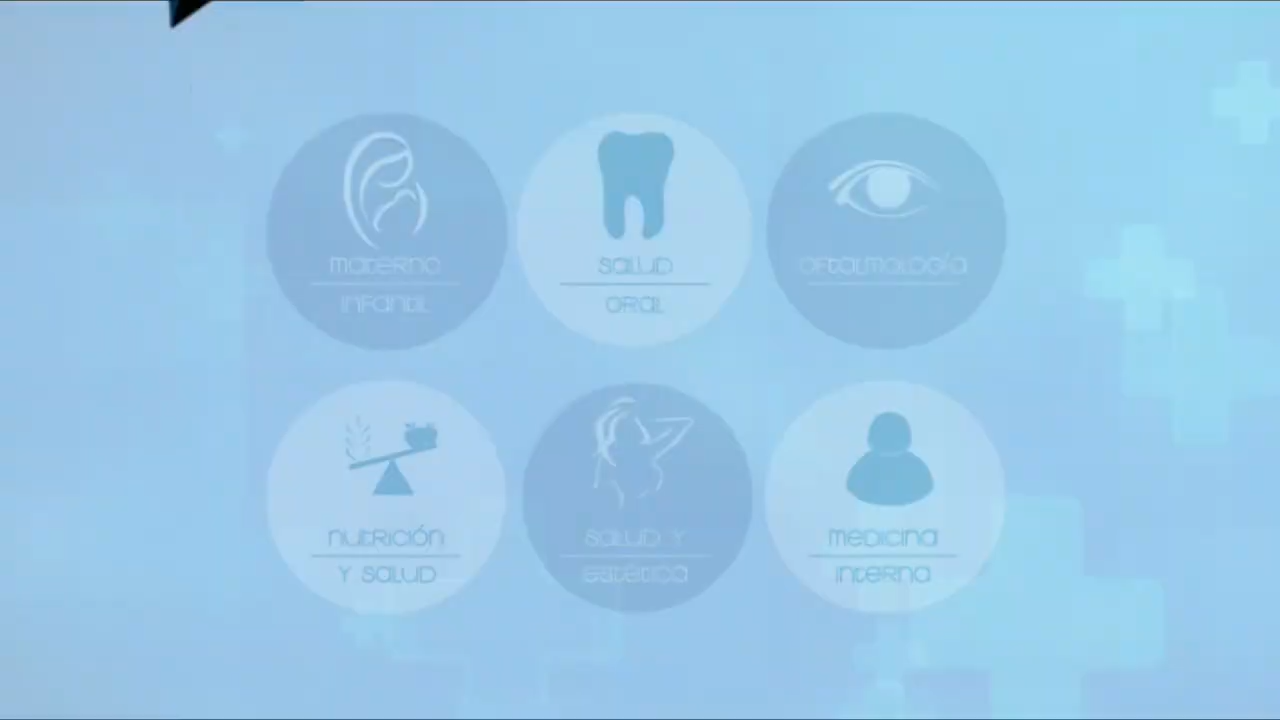 materno
infantil
salud
oral
oftalmología
nutrición
y salud
salud y
estética
medicina
interna